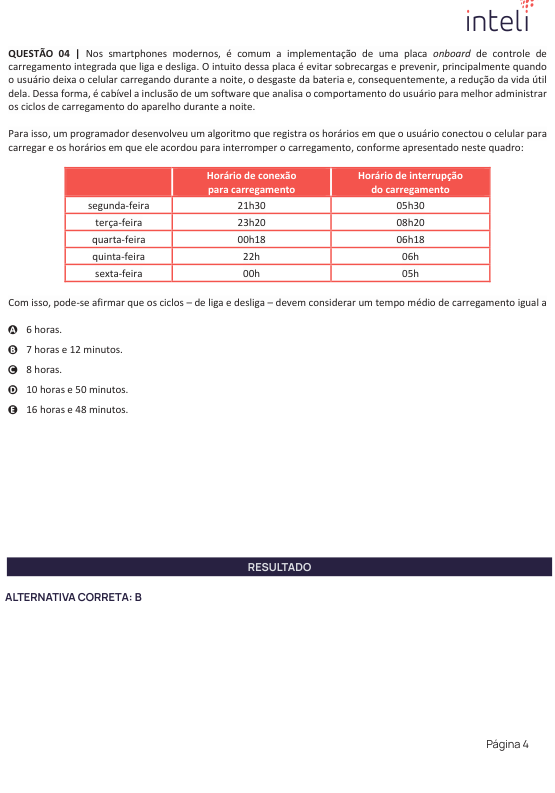 inteli
QUESTÃO 04 | Nos smartphones modernos, é comum a implementação de uma placa onboard de controle de
carregamento integrada que liga e desliga. O intuito dessa placa é evitar sobrecargas e prevenir, principalmente quando
o usuário deixa o celular carregando durante a noite, o desgaste da bateria e, consequentemente, a redução da vida útil
dela. Dessa forma, é cabível a inclusão de um software que analisa o comportamento do usuário para melhor administrar
os ciclos de carregamento do aparelho durante a noite.
Para isso, um programador desenvolveu um algoritmo que registra os horários em que o usuário conectou o celular para
carregar e os horários em que ele acordou para interromper o carregamento, conforme apresentado neste quadro:
Horário de conexão Horário de interrupção
para carregamento do carregamento
segunda-feira 21h30 05h30
terça-feira 23h20 08h20
quarta-feira 00h18 06h18
quinta-feira 22h 06h
sexta-feira 00h 05h
Com isso, pode-se afirmar que os ciclos – de liga e desliga – devem considerar um tempo médio de carregamento igual a
A 6 horas.
B 7 horas e 12 minutos.
C 8 horas.
D 10 horas e 50 minutos.
E 16 horas e 48 minutos.
RESULTADO
ALTERNATIVA CORRETA: B
Página 4